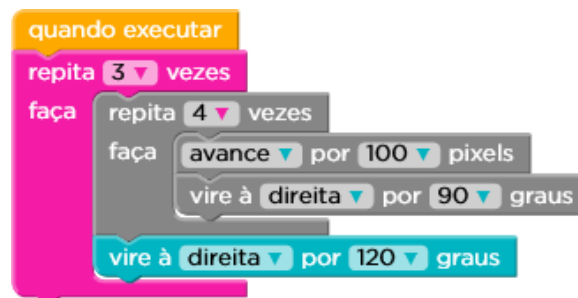 quando executar
repita 3 vezes
faça repita 4 vezes
faça avance por 100 pixels
vire à direita por 90 graus
vire à direita por 120 graus